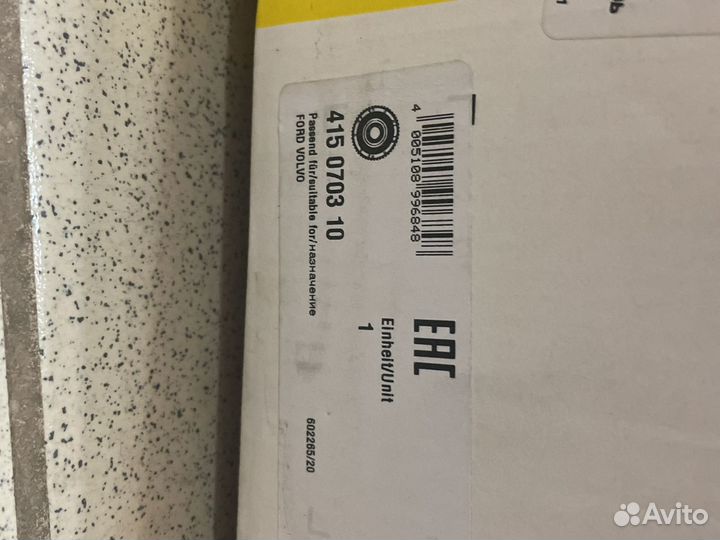 415 0703 10
Passend für/suitable for/назначение
FORD VOLVO
4 005108 996848
EAC
Einheit/Unit
1
602265/20
Avito